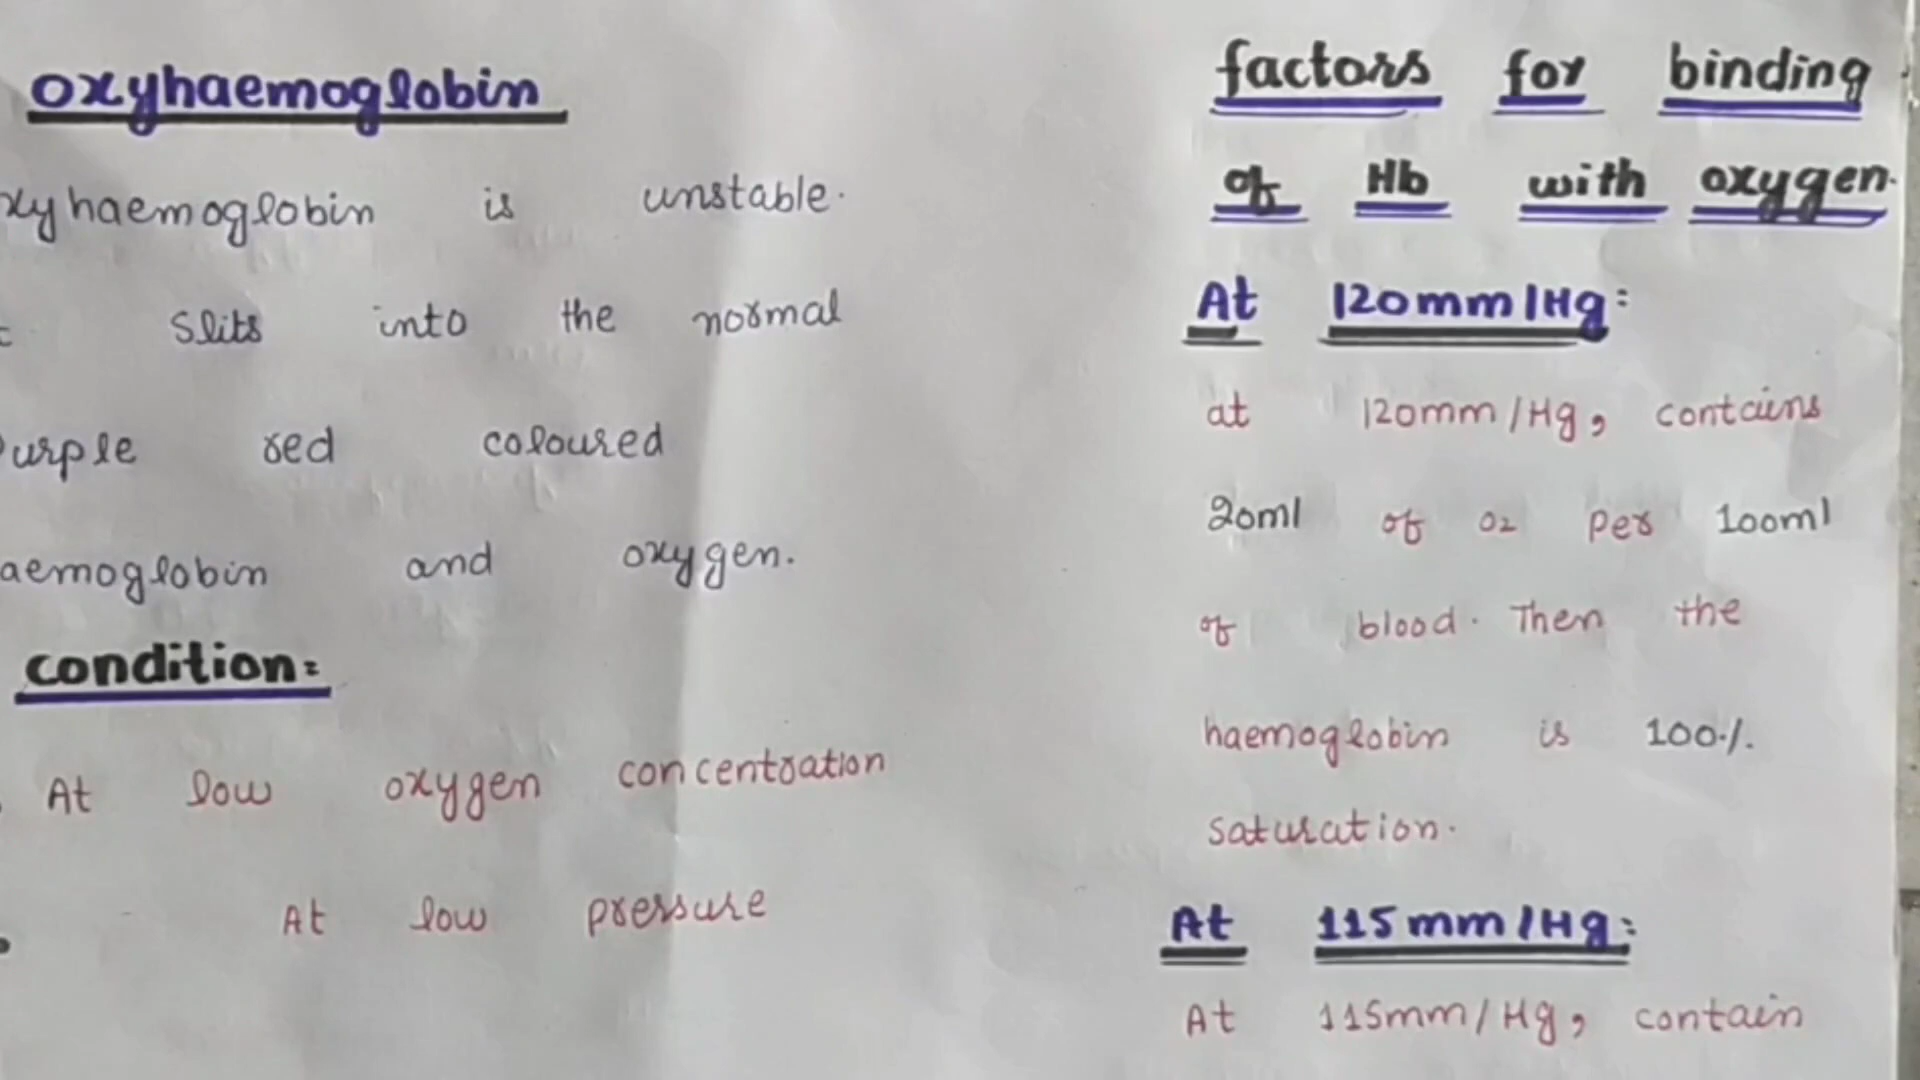 oxyhaemoglobin
xyhaemoglobin is unstable.
slits into the normal
urple red coloured
aemoglobin and oxygen.
condition:
At low oxygen concentration
At low pressure
factors for binding
of Hb with oxygen.
At 120mm/Hg:
at 120mm/Hg, contains
20ml of O2 per 100ml
of blood. Then the
haemoglobin is 100%
saturation.
At 115mm/Hg:
At 115mm/Hg, contain